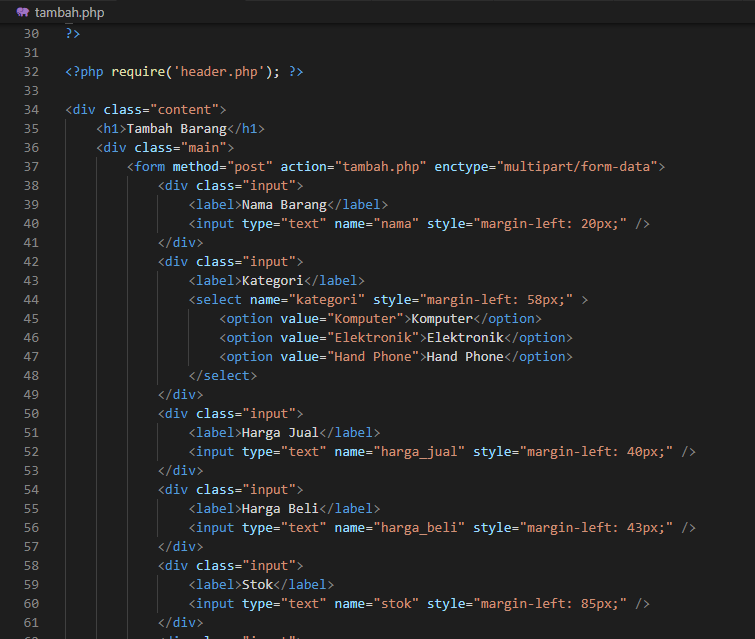 tambah.php
30 ?>
31
32 <?php require('header.php'); ?>
33
34 <div class="content">
35 <h1>Tambah Barang</h1>
36 <div class="main">
37 <form method="post" action="tambah.php" enctype="multipart/form-data">
38 <div class="input">
39 <label>Nama Barang</label>
40 <input type="text" name="nama" style="margin-left: 20px;" />
41 </div>
42 <div class="input">
43 <label>Kategori</label>
44 <select name="kategori" style="margin-left: 58px;" >
45 <option value="Komputer">Komputer</option>
46 <option value="Elektronik">Elektronik</option>
47 <option value="Hand Phone">Hand Phone</option>
48 </select>
49 </div>
50 <div class="input">
51 <label>Harga Jual</label>
52 <input type="text" name="harga_jual" style="margin-left: 40px;" />
53 </div>
54 <div class="input">
55 <label>Harga Beli</label>
56 <input type="text" name="harga_beli" style="margin-left: 43px;" />
57 </div>
58 <div class="input">
59 <label>Stok</label>
60 <input type="text" name="stok" style="margin-left: 85px;" />
61 </div>